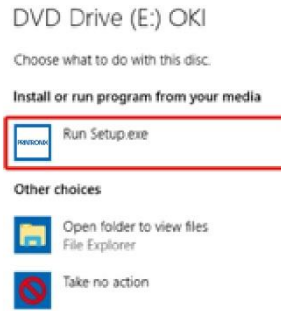 DVD Drive (E:) OKI
Choose what to do with this disc.
Install or run program from your media
PRINTRONIX
Run Setup.exe
Other choices
Open folder to view files
File Explorer
Take no action